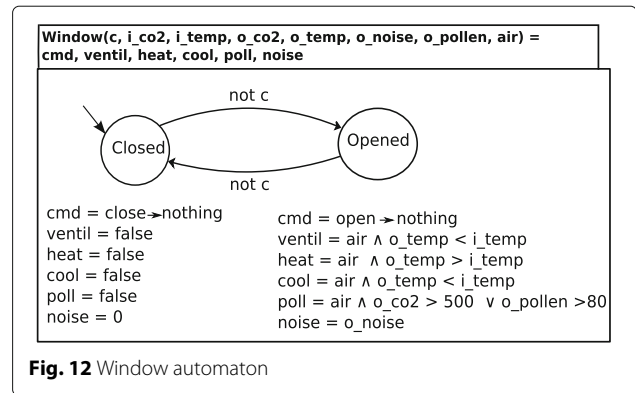 Window(c, i_co2, i_temp, o_co2, o_temp, o_noise, o_pollen, air) =
cmd, ventil, heat, cool, poll, noise
not c
Closed
Opened
not c
cmd = close→nothing
ventil = false
heat = false
cool = false
poll = false
noise = 0
cmd = open→nothing
ventil = air ∧ o_temp < i_temp
heat = air ∧ o_temp > i_temp
cool = air ∧ o_temp < i_temp
poll = air ∧ o_co2 > 500 ∨ o_pollen >80
noise = o_noise
Fig. 12 Window automaton